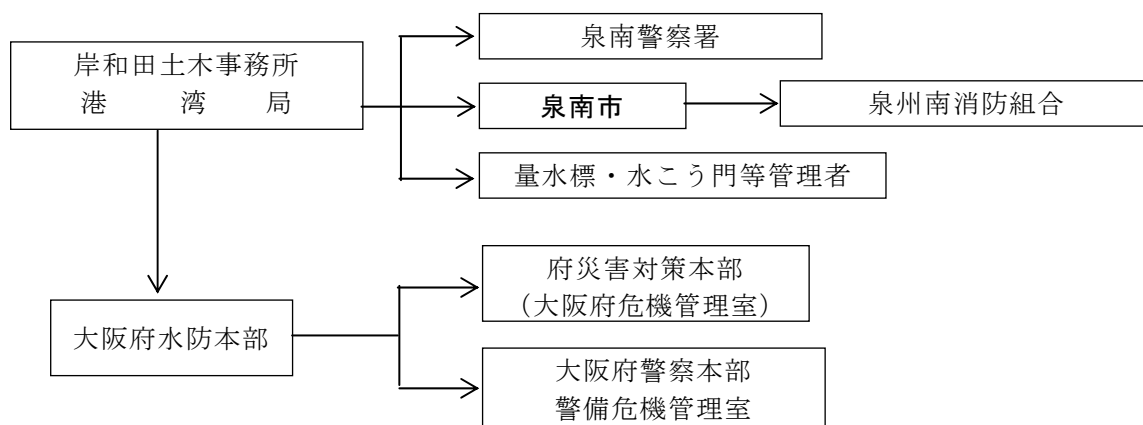 岸和田土木事務所
港　　湾　　局
泉南警察署
泉南市
泉州南消防組合
量水標・水こう門等管理者
大阪府水防本部
府災害対策本部
（大阪府危機管理室）
大阪府警察本部
警備危機管理室